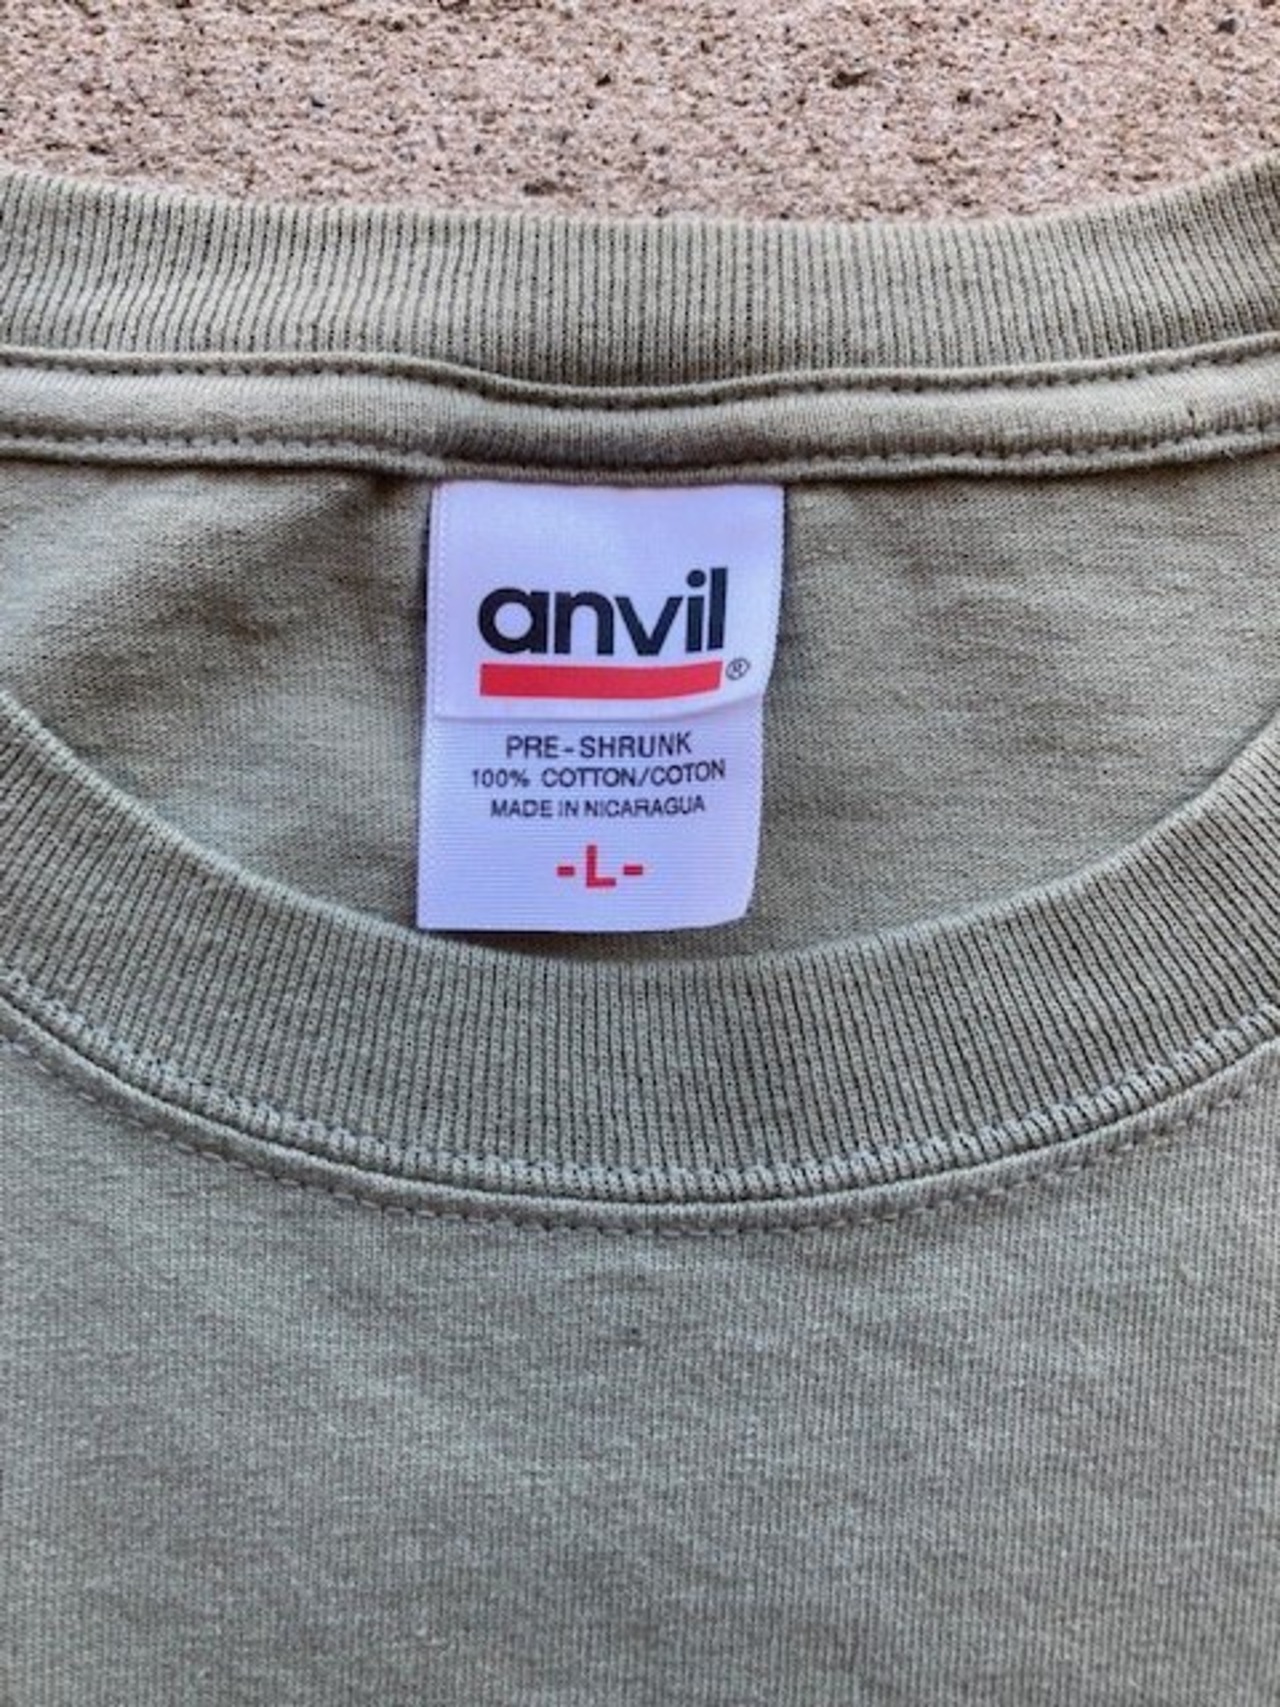 anvil®
PRE-SHRUNK
100% COTTON/COTON
MADE IN NICARAGUA
-L-